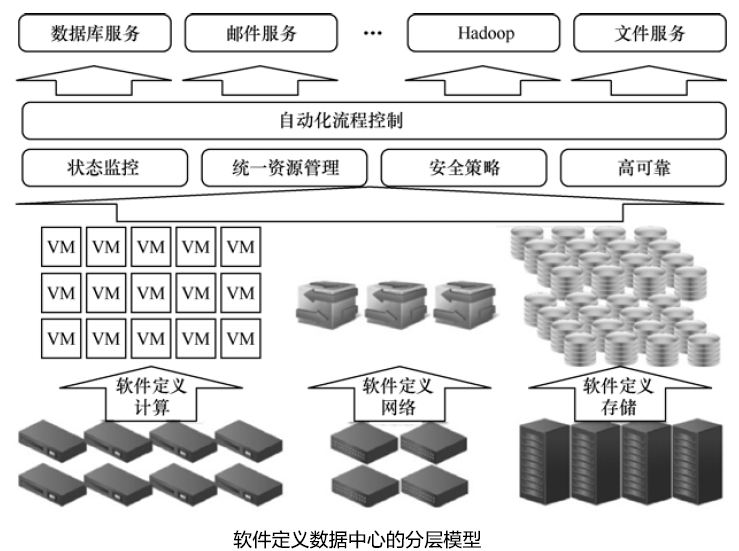 数据库服务 邮件服务 ··· Hadoop 文件服务
自动化流程控制
状态监控 统一资源管理 安全策略 高可靠
VM VM VM VM VM
VM VM VM VM VM
VM VM VM VM VM
软件定义
计算
软件定义
网络
软件定义
存储
软件定义数据中心的分层模型